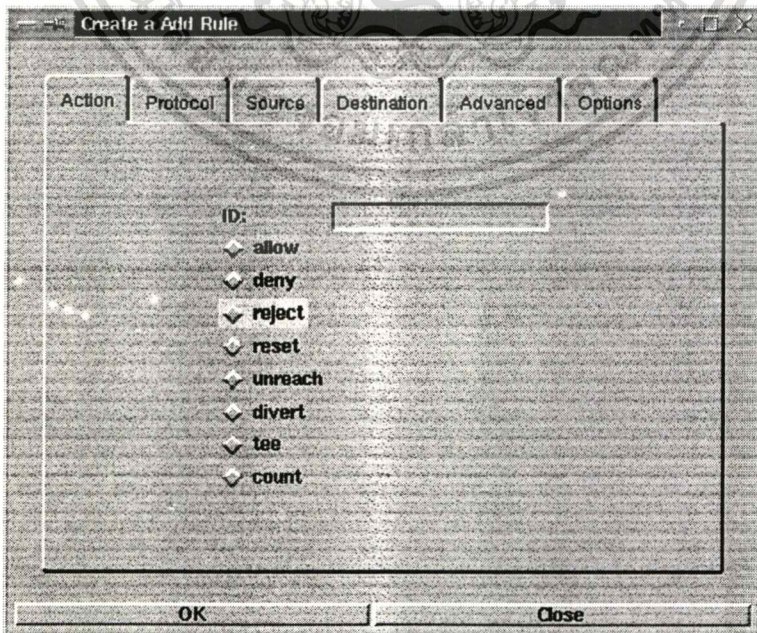 Create a Add Rule
Action Protocol Source Destination Advanced Options
ID:
allow
deny
reject
reset
unreach
divert
tee
count
OK Close